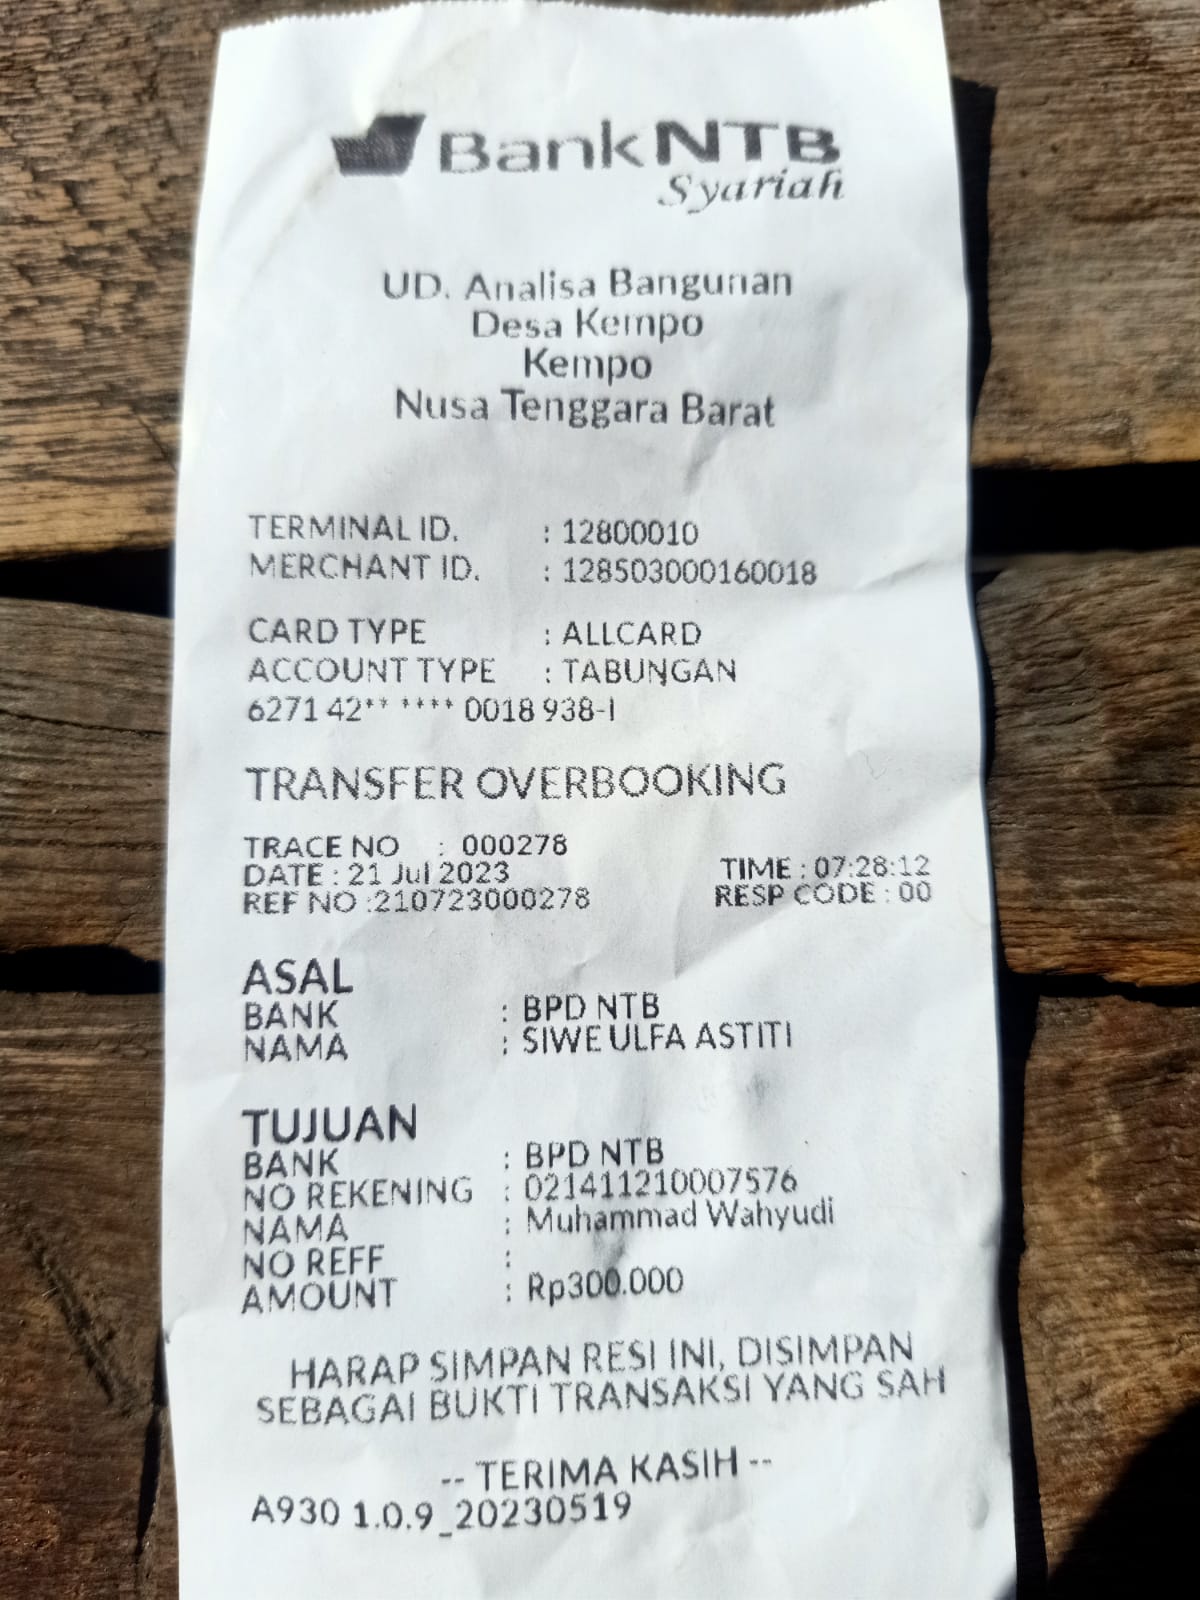 BankNTB
Syariah
UD. Analisa Bangunan
Desa Kempo
Kempo
Nusa Tenggara Barat
TERMINAL ID. : 12800010
MERCHANT ID. : 128503000160018
CARD TYPE : ALLCARD
ACCOUNT TYPE : TABUNGAN
6271 42** **** 0018 938-I
TRANSFER OVERBOOKING
TRACE NO : 000278
DATE : 21 Jul 2023 TIME : 07:28:12
REF NO :210723000278 RESP CODE : 00
ASAL
BANK : BPD NTB
NAMA : SIWE ULFA ASTITI
TUJUAN
BANK : BPD NTB
NO REKENING : 021411210007576
NAMA : Muhammad Wahyudi
NO REFF :
AMOUNT : Rp300.000
HARAP SIMPAN RESI INI, DISIMPAN
SEBAGAI BUKTI TRANSAKSI YANG SAH
-- TERIMA KASIH --
A930 1.0.9_20230519